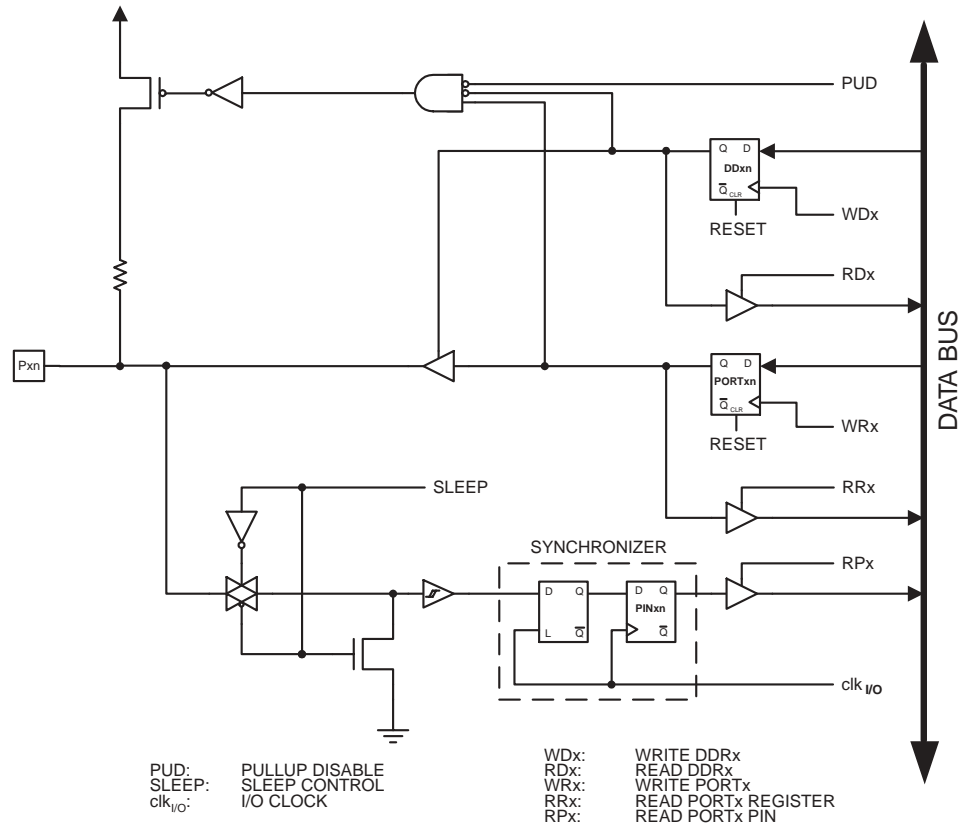 PUD
Q D
DDxn
Q CLR
WDx
RESET
RDx
Pxn
Q D
PORTxn
Q CLR
WRx
RESET
DATA BUS
SLEEP
RRx
SYNCHRONIZER
RPx
D Q
L Q
D Q
PINxn
Q
clk I/O
PUD: PULLUP DISABLE
SLEEP: SLEEP CONTROL
clkI/O: I/O CLOCK
WDx: WRITE DDRx
RDx: READ DDRx
WRx: WRITE PORTx
RRx: READ PORTx REGISTER
RPx: READ PORTx PIN